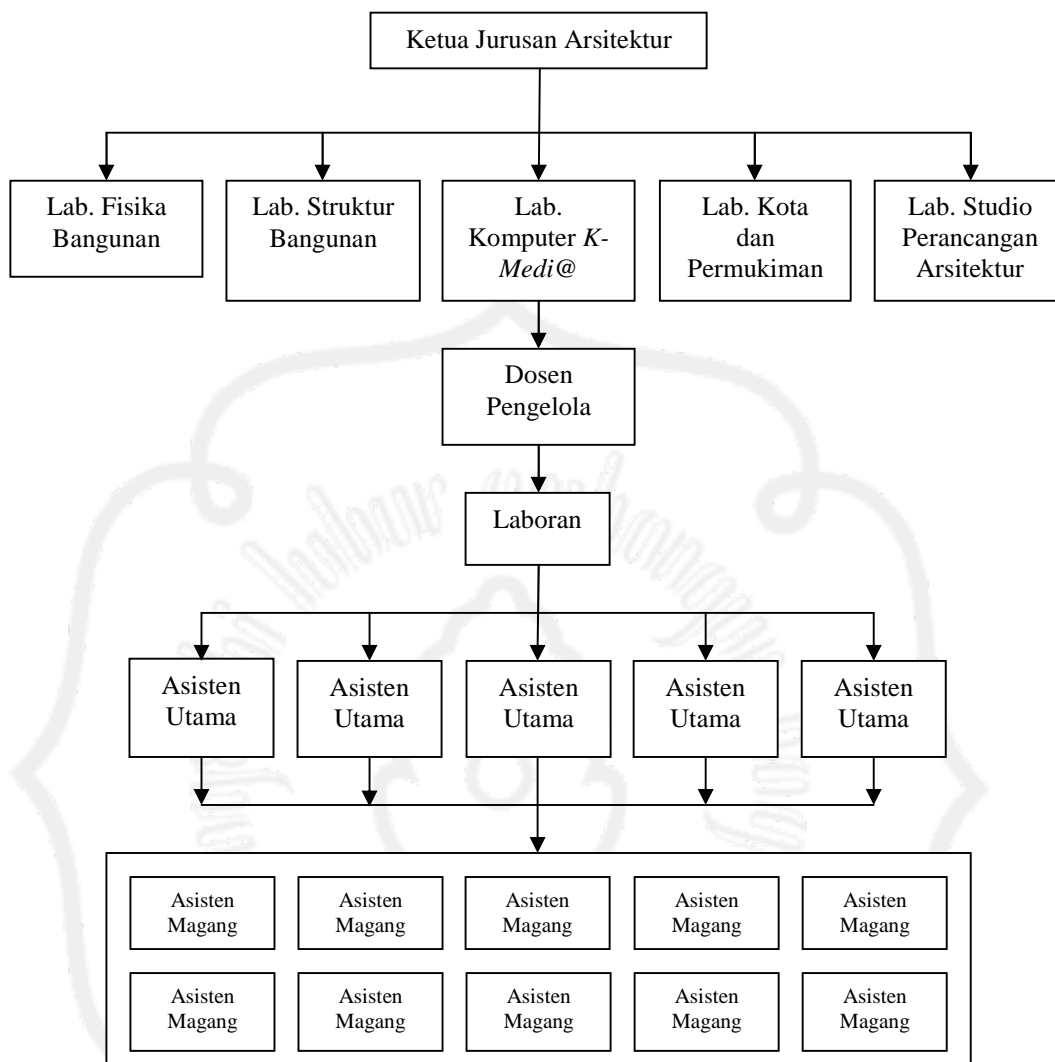 Ketua Jurusan Arsitektur
Lab. Fisika
Bangunan
Lab. Struktur
Bangunan
Lab.
Komputer K-
Medi@
Lab. Kota
dan
Permukiman
Lab. Studio
Perancangan
Arsitektur
Dosen
Pengelola
Laboran
Asisten
Utama
Asisten
Utama
Asisten
Utama
Asisten
Utama
Asisten
Utama
Asisten
Magang
Asisten
Magang
Asisten
Magang
Asisten
Magang
Asisten
Magang
Asisten
Magang
Asisten
Magang
Asisten
Magang
Asisten
Magang
Asisten
Magang